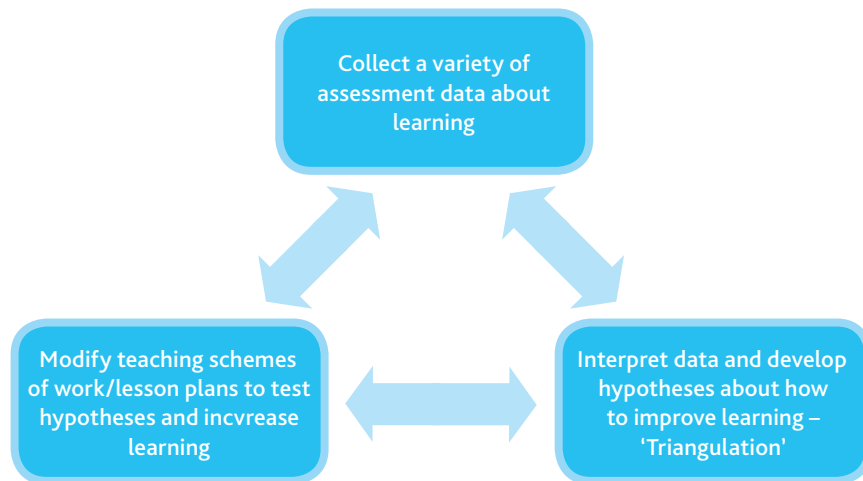 Collect a variety of
assessment data about
learning
Modify teaching schemes
of work/lesson plans to test
hypotheses and incvrease
learning
Interpret data and develop
hypotheses about how
to improve learning –
‘Triangulation’